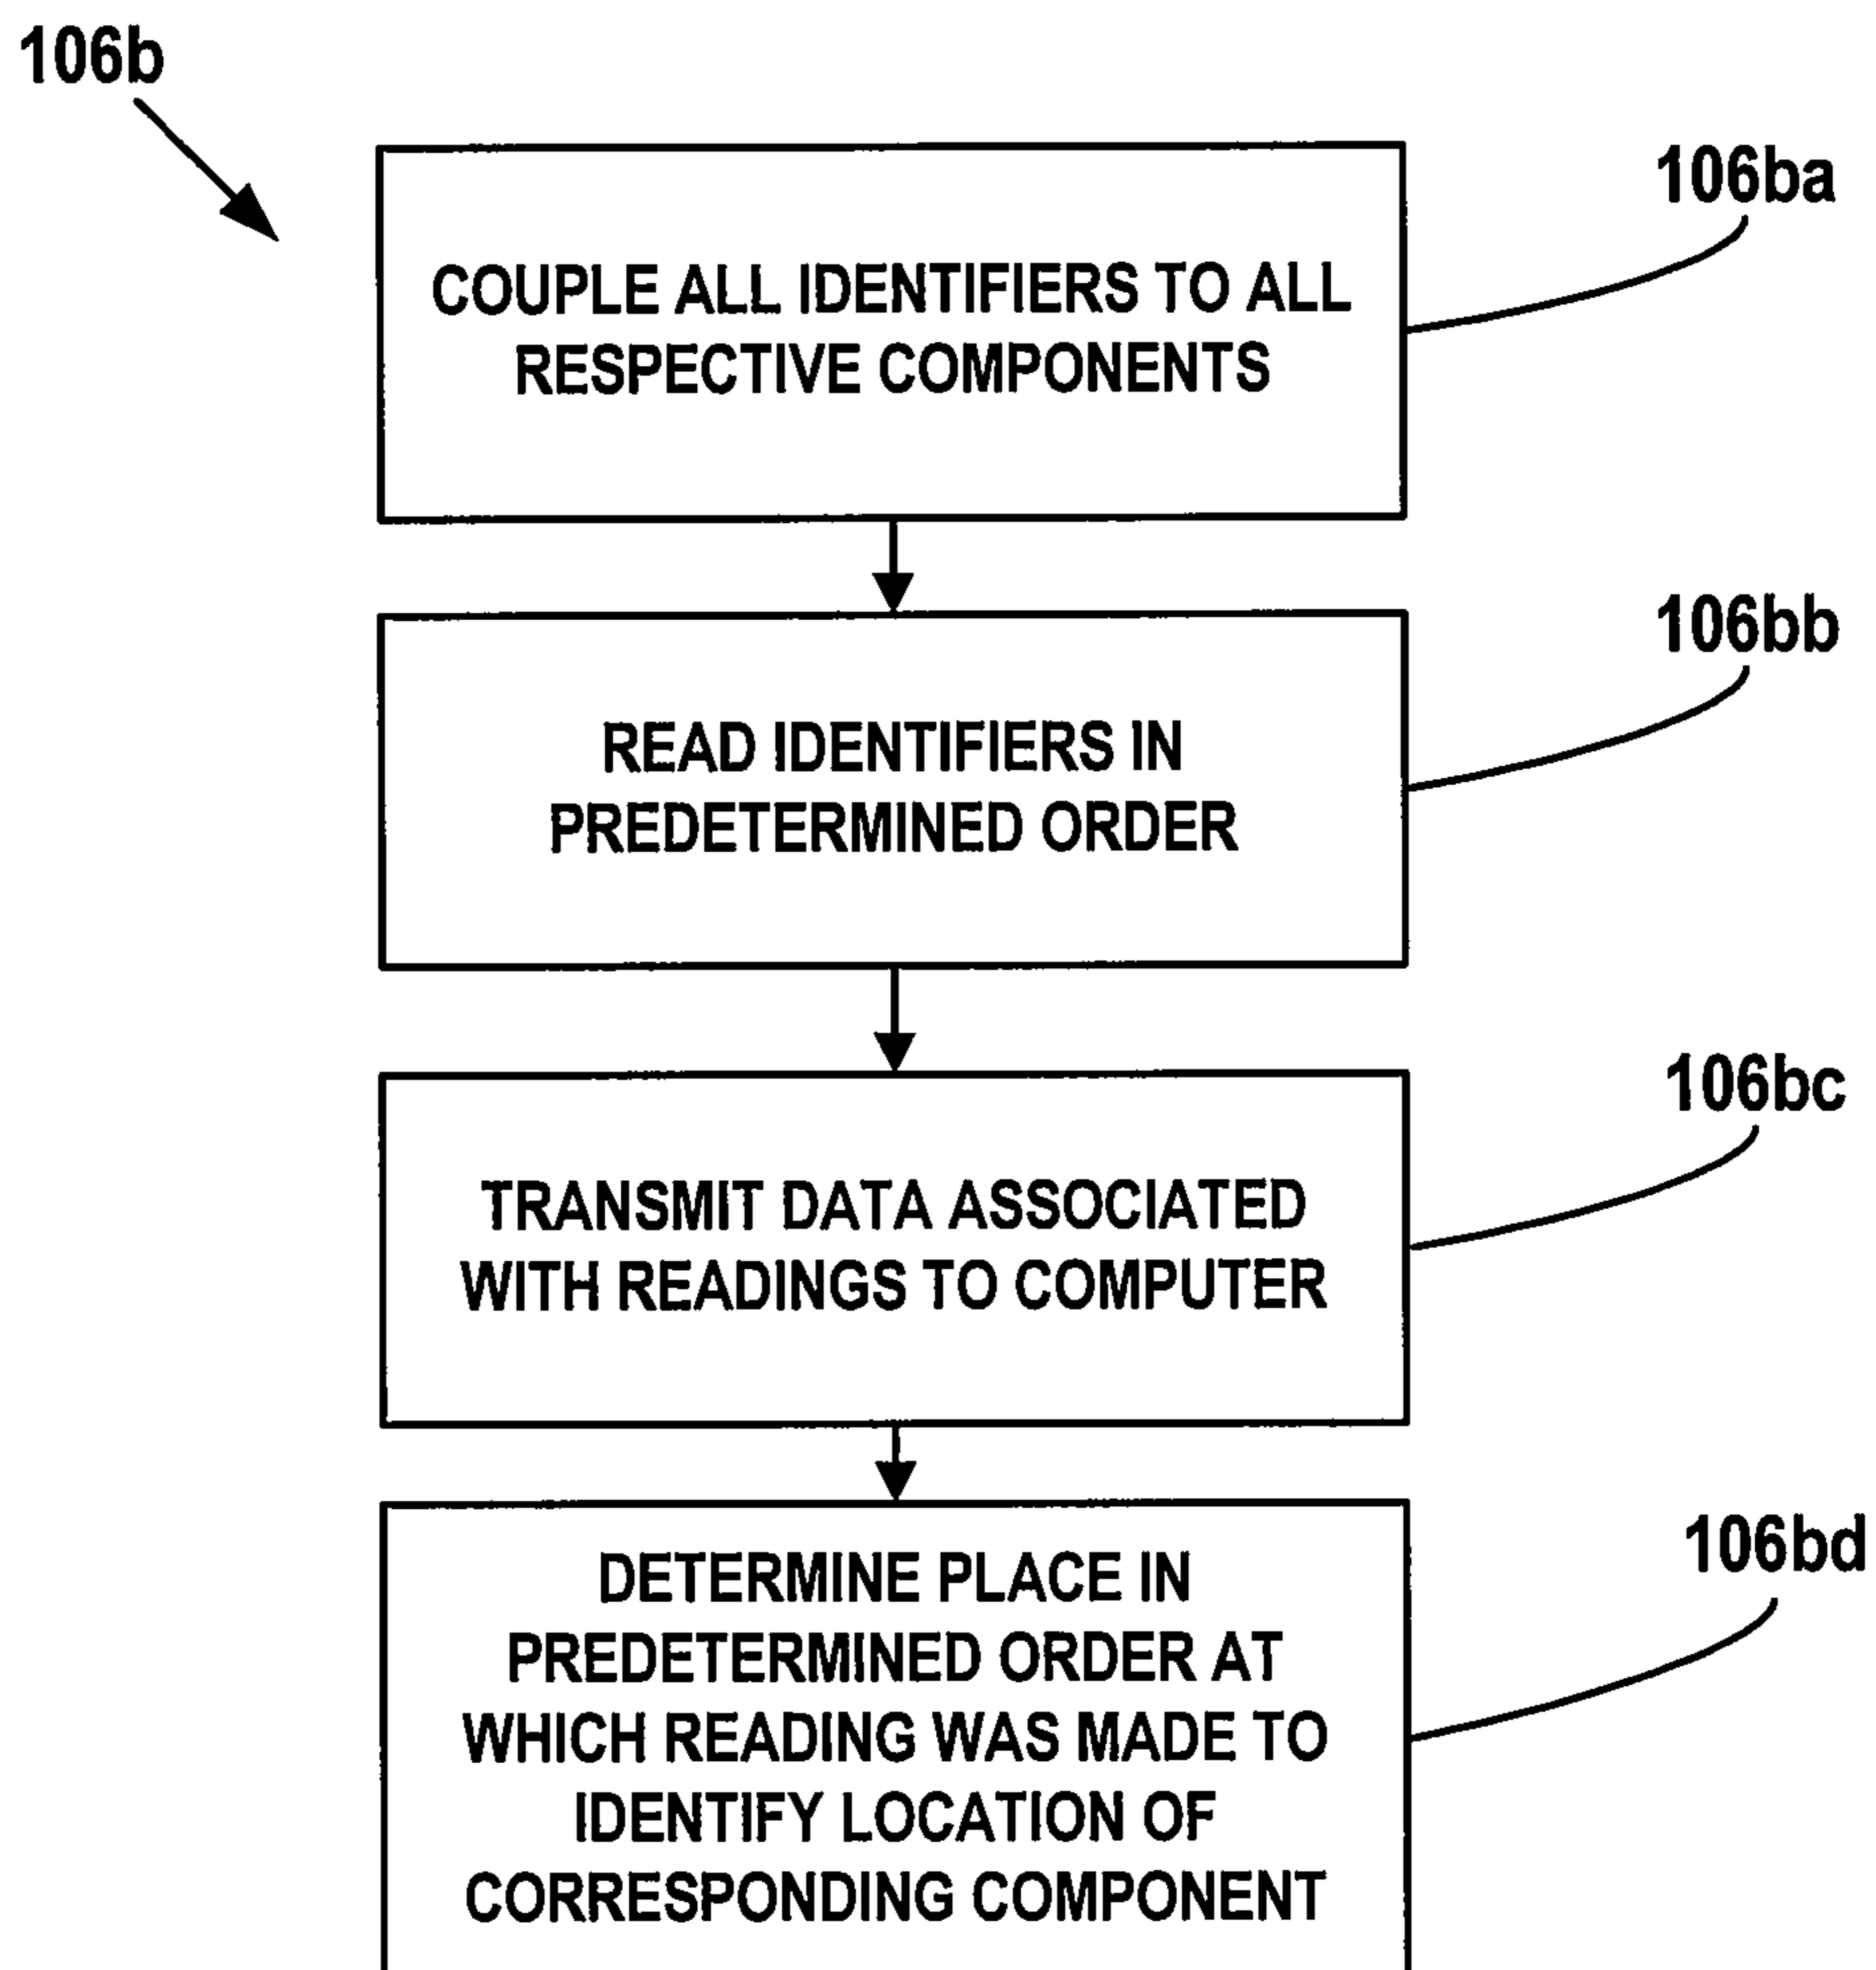 106b
106ba
COUPLE ALL IDENTIFIERS TO ALL
RESPECTIVE COMPONENTS
106bb
READ IDENTIFIERS IN
PREDETERMINED ORDER
106bc
TRANSMIT DATA ASSOCIATED
WITH READINGS TO COMPUTER
106bd
DETERMINE PLACE IN
PREDETERMINED ORDER AT
WHICH READING WAS MADE TO
IDENTIFY LOCATION OF
CORRESPONDING COMPONENT